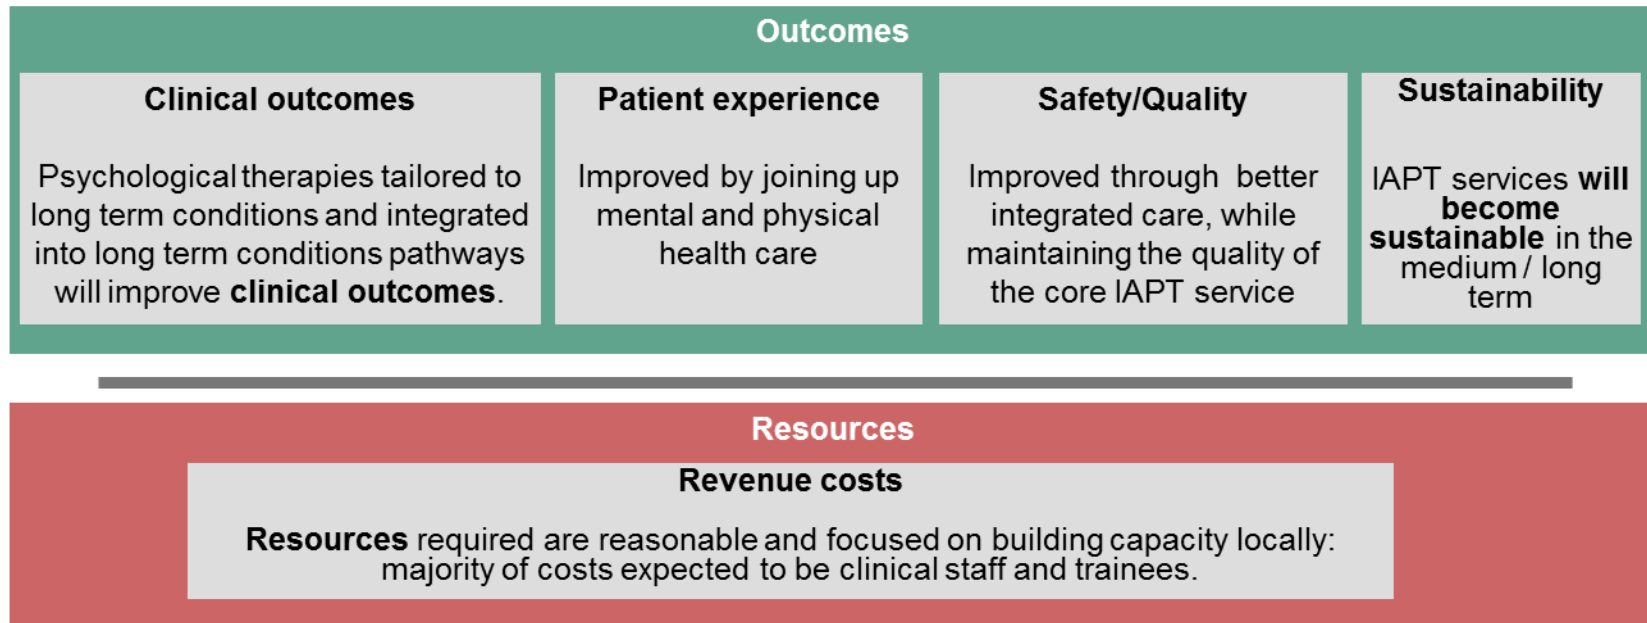 Outcomes
Clinical outcomes
Psychological therapies tailored to
long term conditions and integrated
into long term conditions pathways
will improve clinical outcomes.
Patient experience
Improved by joining up
mental and physical
health care
Safety/Quality
Improved through better
integrated care, while
maintaining the quality of
the core IAPT service
Sustainability
IAPT services will
become
sustainable in the
medium / long
term
Resources
Revenue costs
Resources required are reasonable and focused on building capacity locally:
majority of costs expected to be clinical staff and trainees.